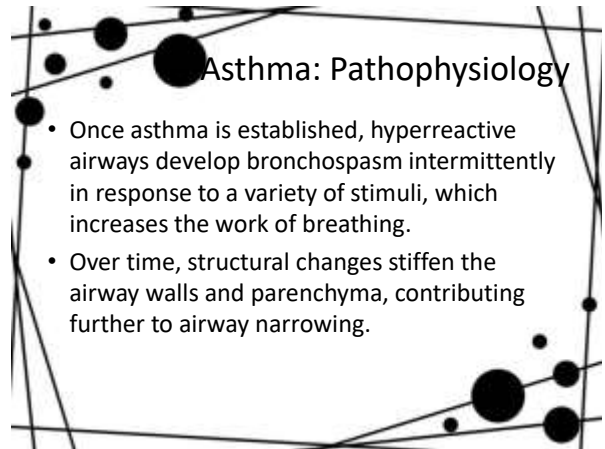 Asthma: Pathophysiology
• Once asthma is established, hyperreactive
airways develop bronchospasm intermittently
in response to a variety of stimuli, which
increases the work of breathing.
• Over time, structural changes stiffen the
airway walls and parenchyma, contributing
further to airway narrowing.